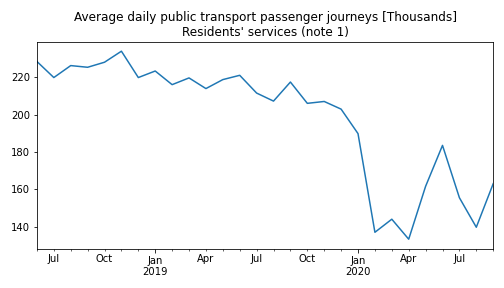 Average daily public transport passenger journeys [Thousands]
Residents' services (note 1)
220
200
180
160
140
Jul
Oct
Jan
2019
Apr
Jul
Oct
Jan
2020
Apr
Jul